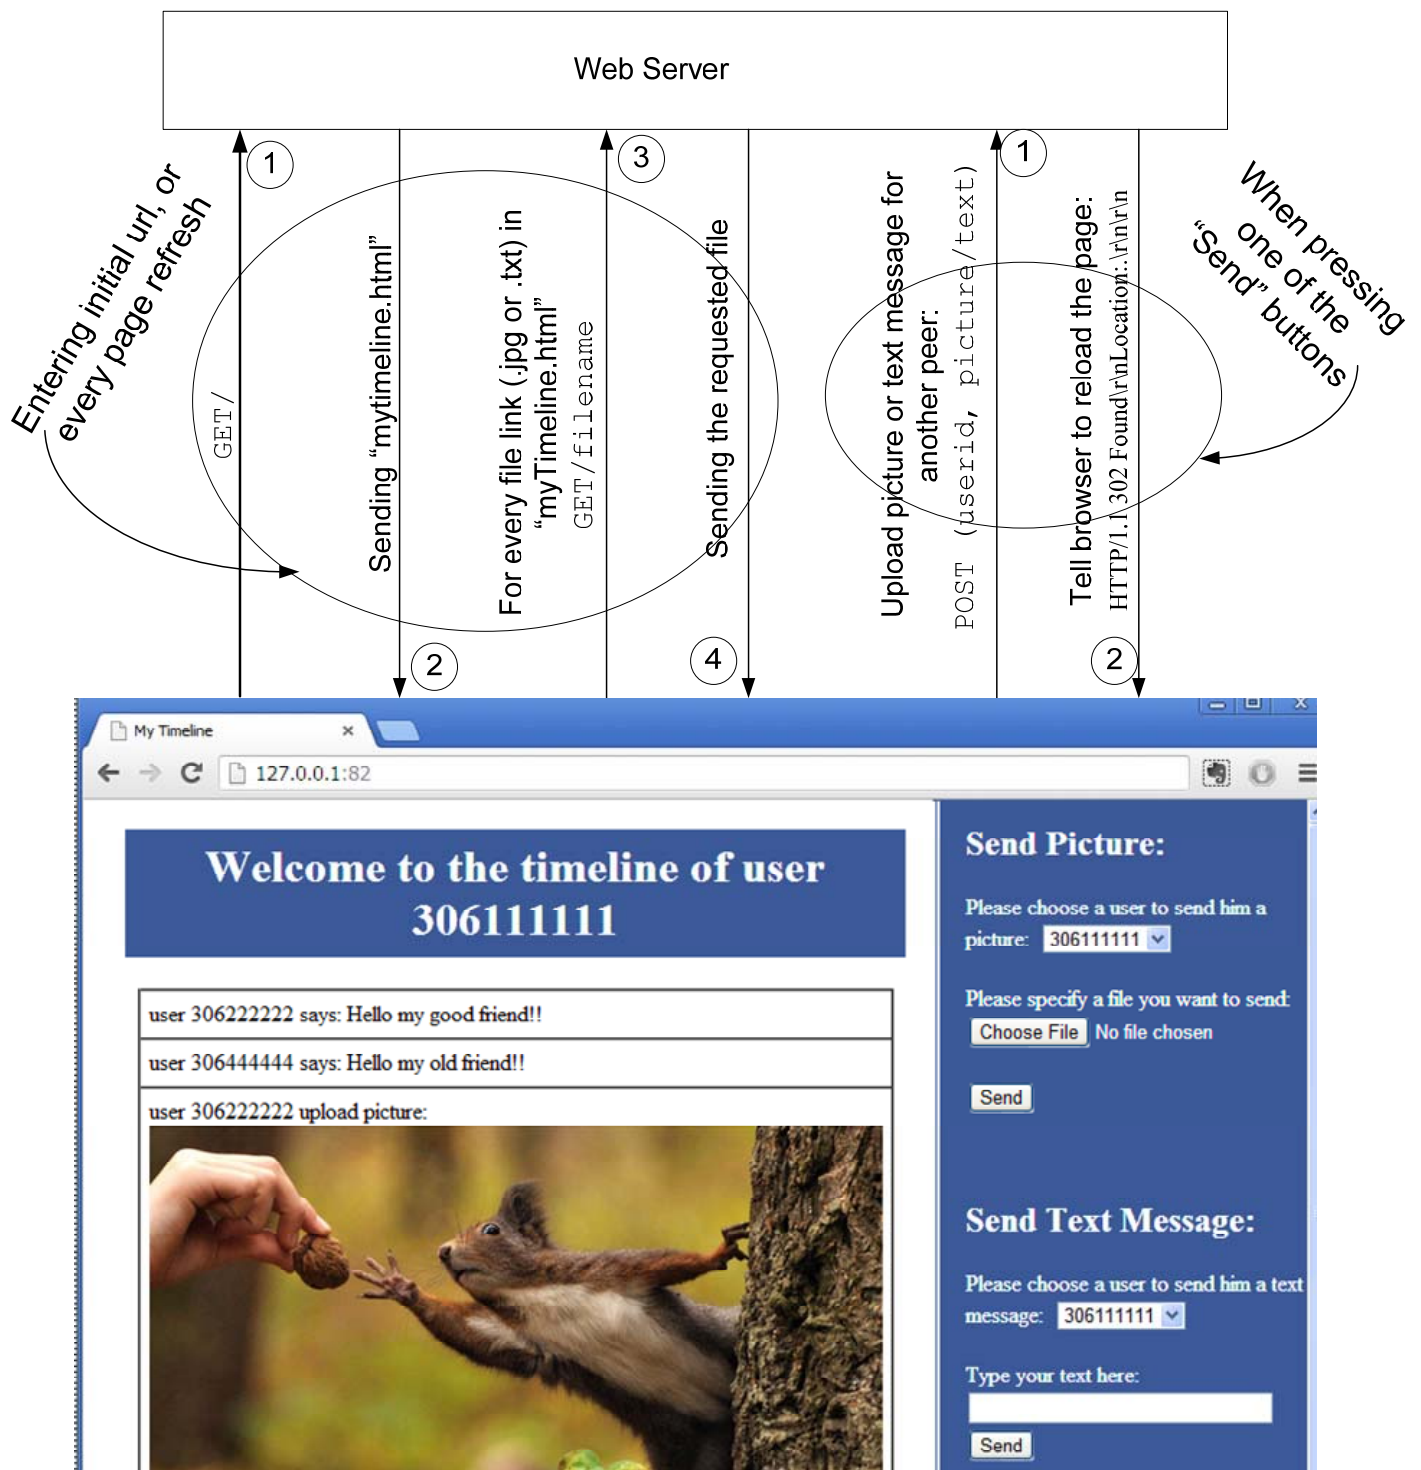 Web Server
1
3
1
Entering initial url, or
every page refresh
GET/
Sending “mytimeline.html”
For every file link (.jpg or .txt) in
“myTimeline.html”
GET/filename
Sending the requested file
Upload picture or text message for
another peer:
POST (userid, picture/text)
Tell browser to reload the page:
HTTP/1.1 302 Found\r\nLocation:.\r\n\r\n
When pressing
one of the
“Send” buttons
2
4
2
My Timeline
127.0.0.1:82
Welcome to the timeline of user
306111111
user 306222222 says: Hello my good friend!!
user 306444444 says: Hello my old friend!!
user 306222222 upload picture:
Send Picture:
Please choose a user to send him a
picture: 306111111
Please specify a file you want to send:
Choose File No file chosen
Send
Send Text Message:
Please choose a user to send him a text
message: 306111111
Type your text here:
Send